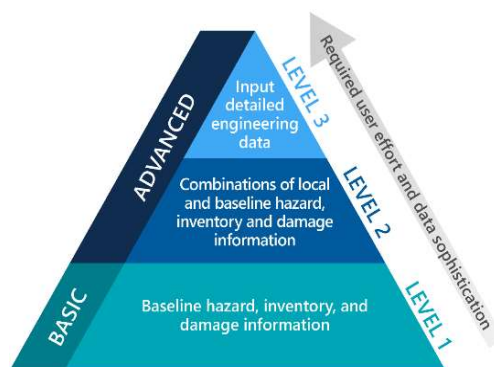 ADVANCED
BASIC
Input
detailed
engineering
data
LEVEL 3
Combinations of local
and baseline hazard,
inventory and damage
information
LEVEL 2
Baseline hazard, inventory, and
damage information
LEVEL 1
Required user effort and data sophistication